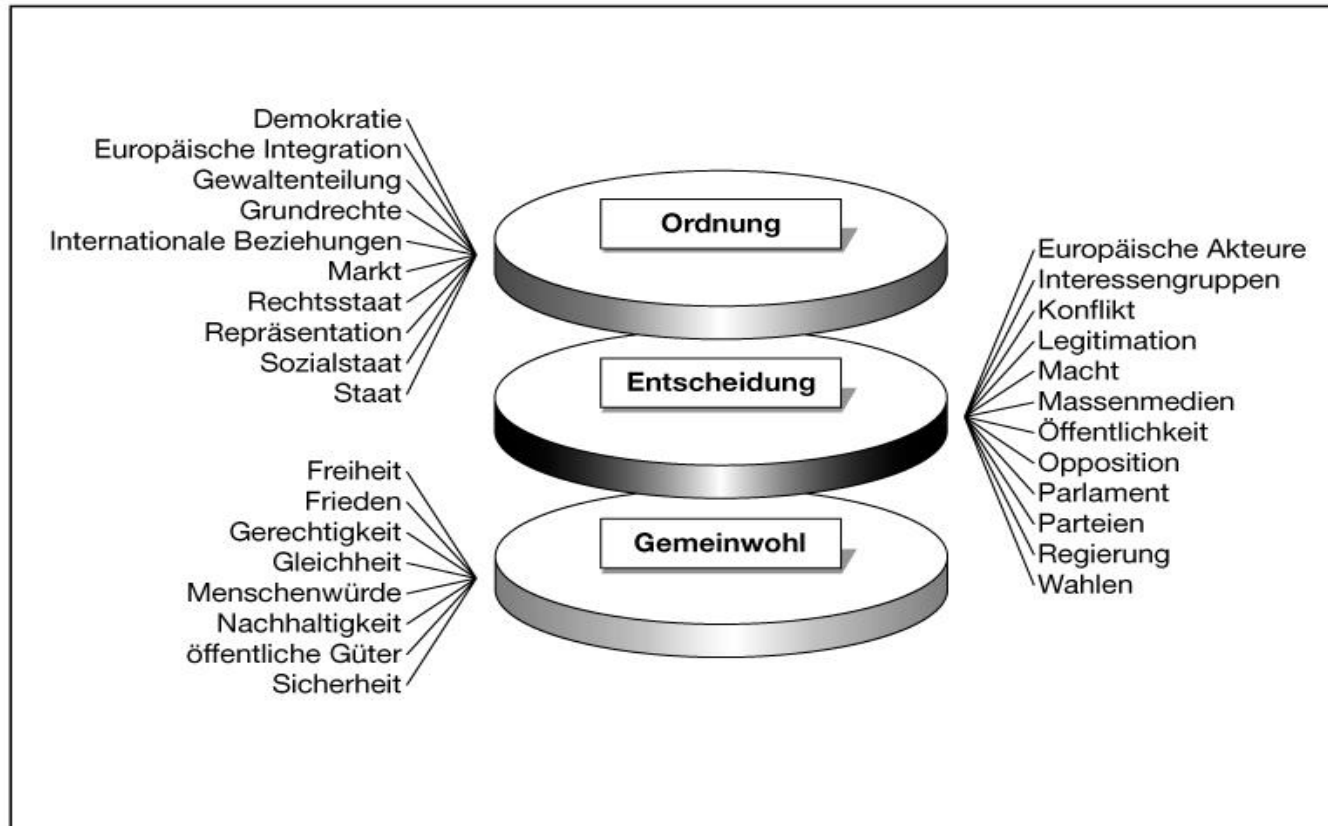 Demokratie
Europäische Integration
Gewaltenteilung
Grundrechte
Internationale Beziehungen
Markt
Rechtsstaat
Repräsentation
Sozialstaat
Staat
Ordnung
Entscheidung
Europäische Akteure
Interessengruppen
Konflikt
Legitimation
Macht
Massenmedien
Öffentlichkeit
Opposition
Parlament
Parteien
Regierung
Wahlen
Freiheit
Frieden
Gerechtigkeit
Gleichheit
Menschenwürde
Nachhaltigkeit
öffentliche Güter
Sicherheit
Gemeinwohl